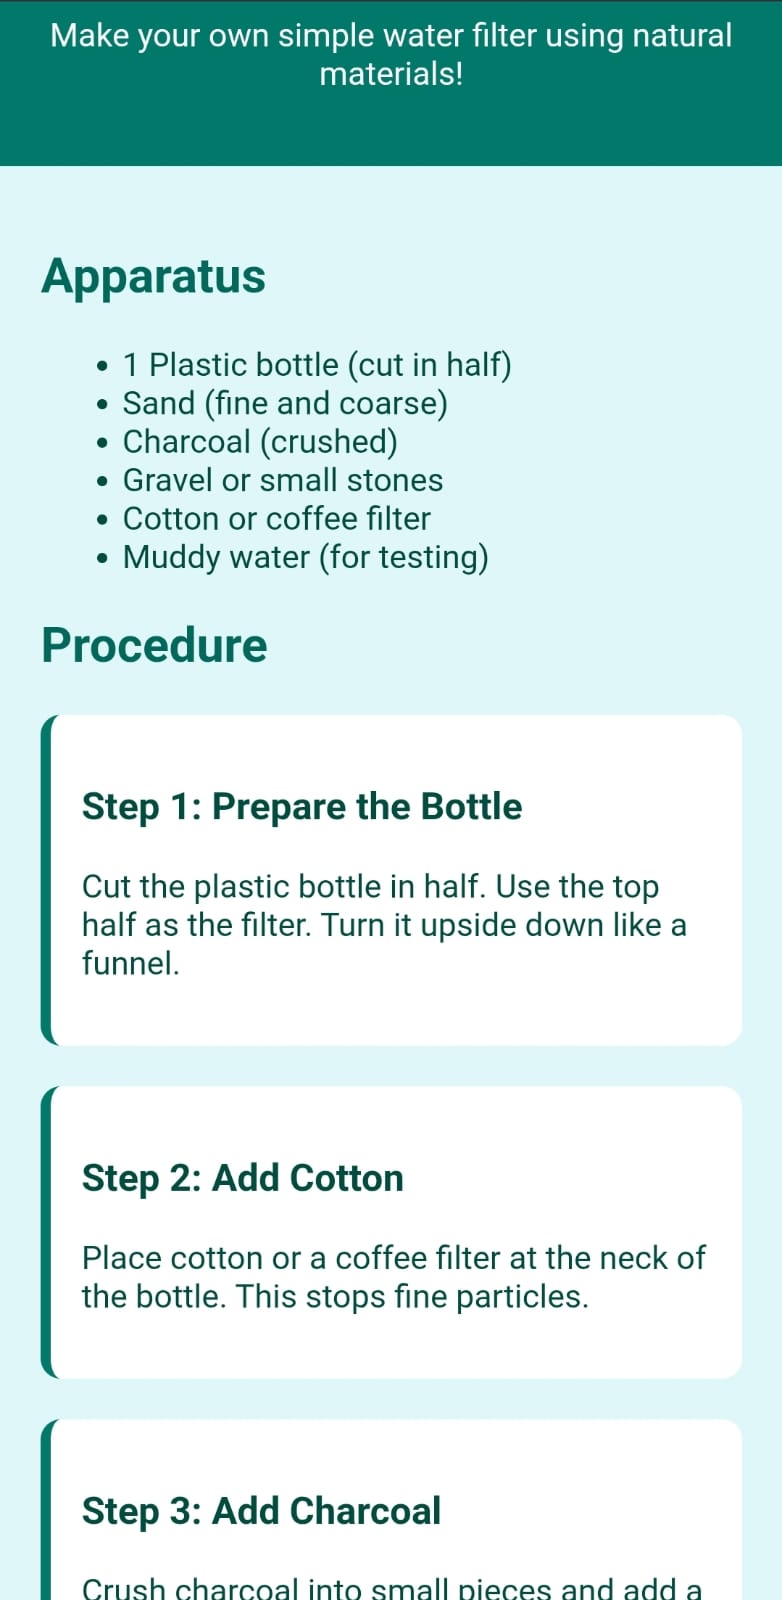 Make your own simple water filter using natural
materials!
Apparatus
• 1 Plastic bottle (cut in half)
• Sand (fine and coarse)
• Charcoal (crushed)
• Gravel or small stones
• Cotton or coffee filter
• Muddy water (for testing)
Procedure
Step 1: Prepare the Bottle
Cut the plastic bottle in half. Use the top
half as the filter. Turn it upside down like a
funnel.
Step 2: Add Cotton
Place cotton or a coffee filter at the neck of
the bottle. This stops fine particles.
Step 3: Add Charcoal
Crush charcoal into small pieces and add a